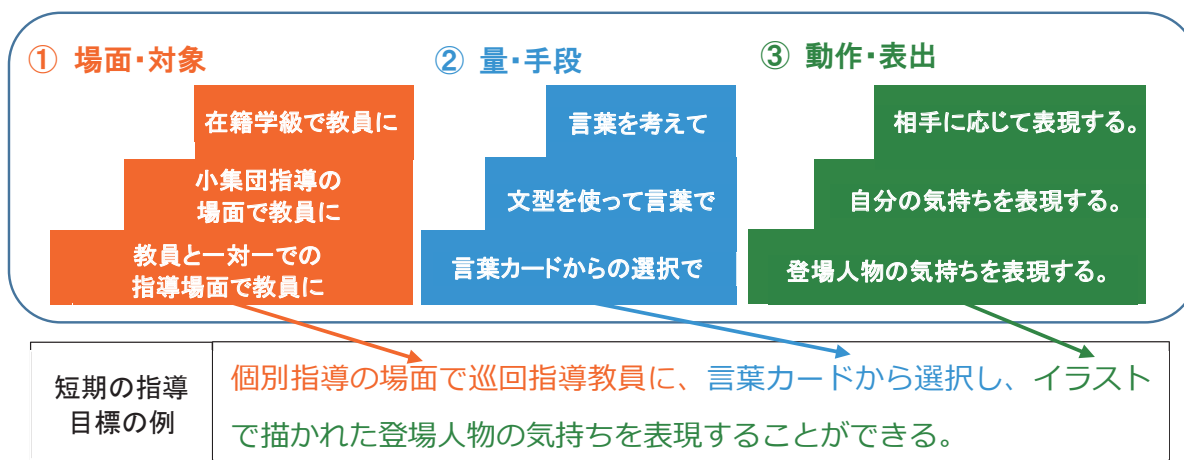 ① 場面・対象
在籍学級で教員に
小集団指導の
場面で教員に
教員と一対一での
指導場面で教員に
② 量・手段
言葉を考えて
文型を使って言葉で
言葉カードからの選択で
③ 動作・表出
相手に応じて表現する。
自分の気持ちを表現する。
登場人物の気持ちを表現する。
短期の指導
目標の例
個別指導の場面で巡回指導教員に、言葉カードから選択し、イラスト
で描かれた登場人物の気持ちを表現することができる。